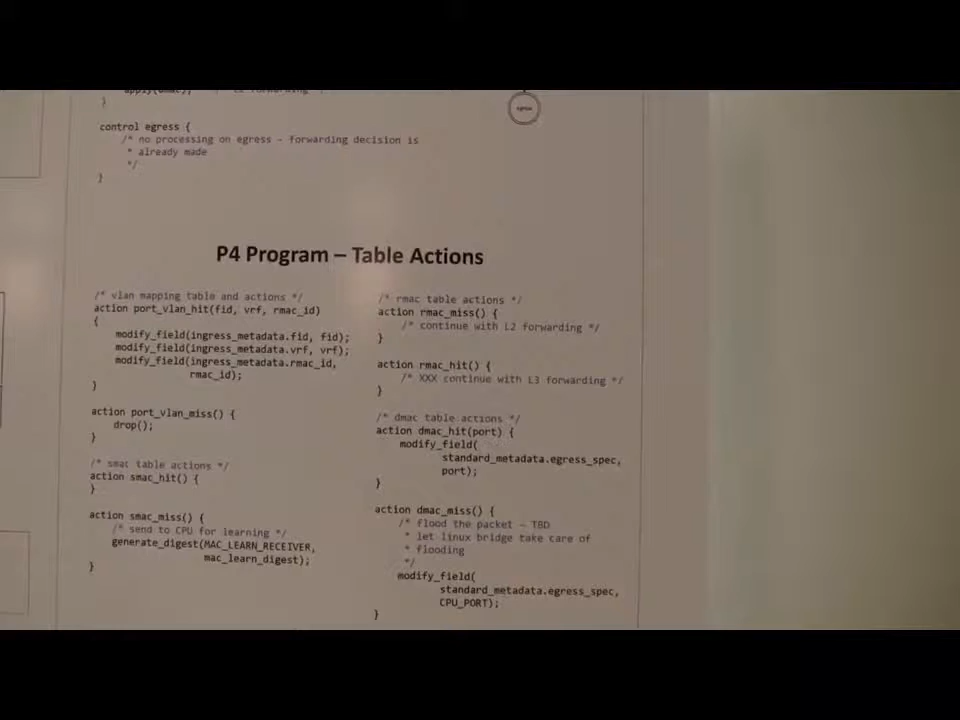 }
control egress {
/* no processing on egress – forwarding decision is
* already made
*/
}
P4 Program – Table Actions
/* vlan mapping table and actions */
action port_vlan_hit(fid, vrf, rmac_id)
{
modify_field(ingress_metadata.fid, fid);
modify_field(ingress_metadata.vrf, vrf);
modify_field(ingress_metadata.rmac_id,
rmac_id);
}
action port_vlan_miss() {
drop();
}
/* smac table actions */
action smac_hit() {
}
action smac_miss() {
/* send to CPU for learning */
generate_digest(MAC_LEARN_RECEIVER,
mac_learn_digest);
}
/* rmac table actions */
action rmac_miss() {
/* continue with L2 forwarding */
}
action rmac_hit() {
/* XXX continue with L3 forwarding */
}
/* dmac table actions */
action dmac_hit(port) {
modify_field(
standard_metadata.egress_spec,
port);
}
action dmac_miss() {
/* flood the packet – TBD
* let linux bridge take care of
* flooding
*/
modify_field(
standard_metadata.egress_spec,
CPU_PORT);
}